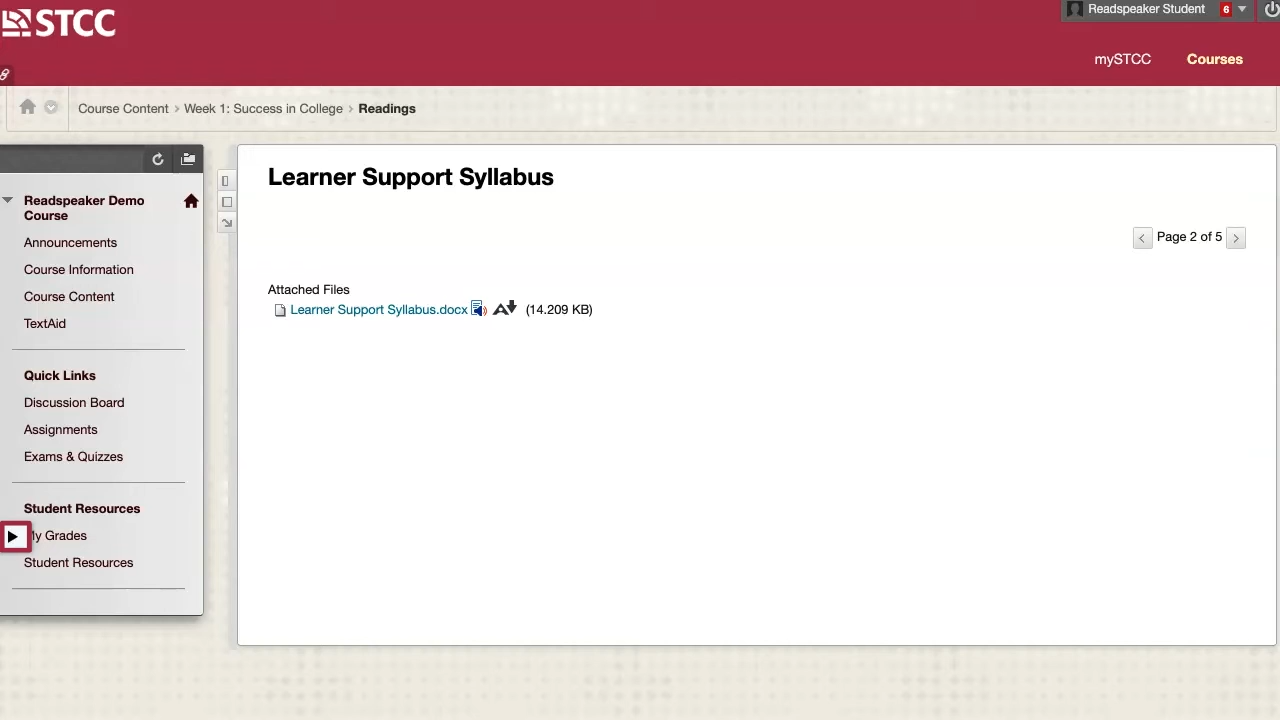 STCC
Readspeaker Student 6
mySTCC Courses
Course Content > Week 1: Success in College > Readings
Learner Support Syllabus
Page 2 of 5
Attached Files
Learner Support Syllabus.docx (14.209 KB)
Readspeaker Demo
Course
Announcements
Course Information
Course Content
TextAid
Quick Links
Discussion Board
Assignments
Exams & Quizzes
Student Resources
My Grades
Student Resources